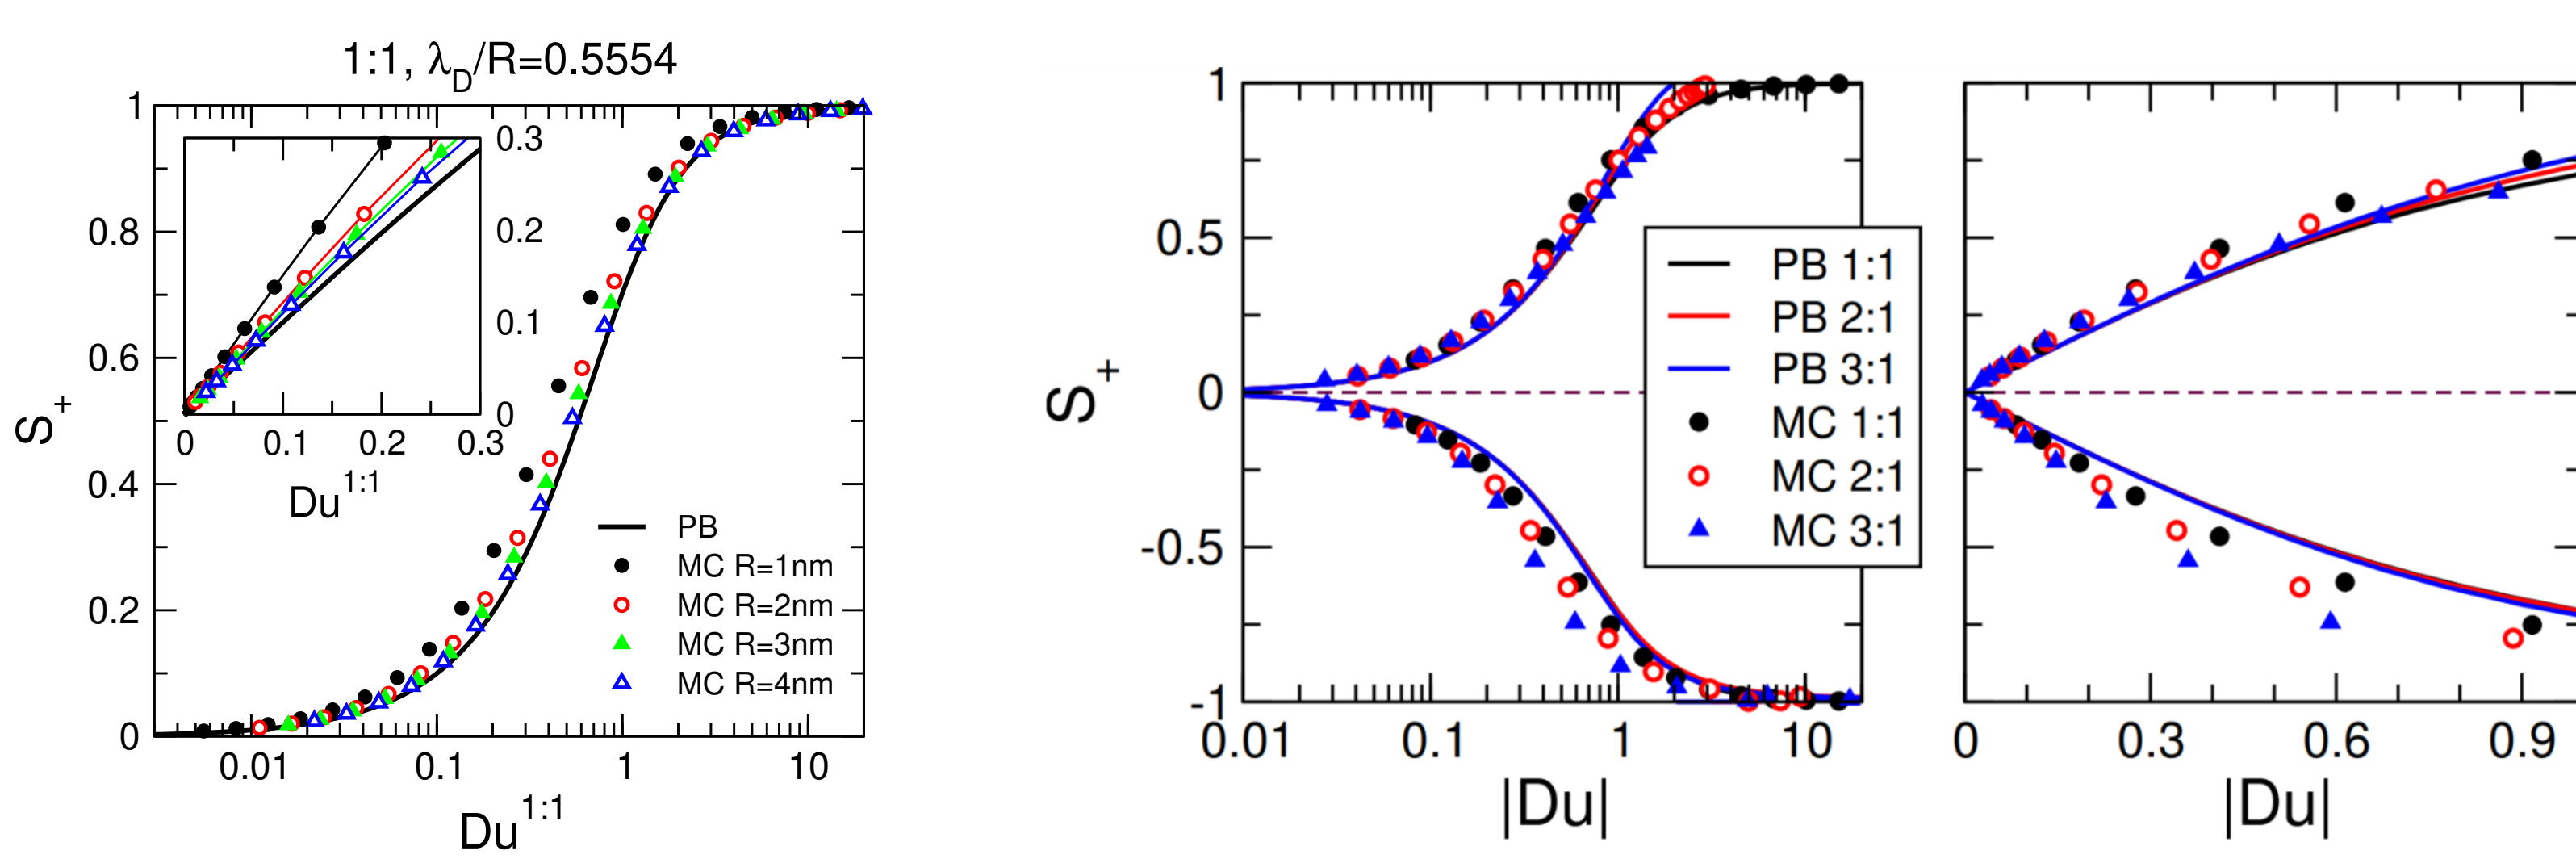 1:1, λD/R=0.5554
1
0.8
0.6
0.4
0.2
0
S+
0.01
0.1
1
10
Du1:1
0.3
0.2
0.1
0
0
0.1
0.2
0.3
Du1:1
PB
MC R=1nm
MC R=2nm
MC R=3nm
MC R=4nm
1
0.5
0
-0.5
-1
S+
0.01
0.1
1
10
|Du|
PB 1:1
PB 2:1
PB 3:1
MC 1:1
MC 2:1
MC 3:1
0
0.3
0.6
0.9
|Du|